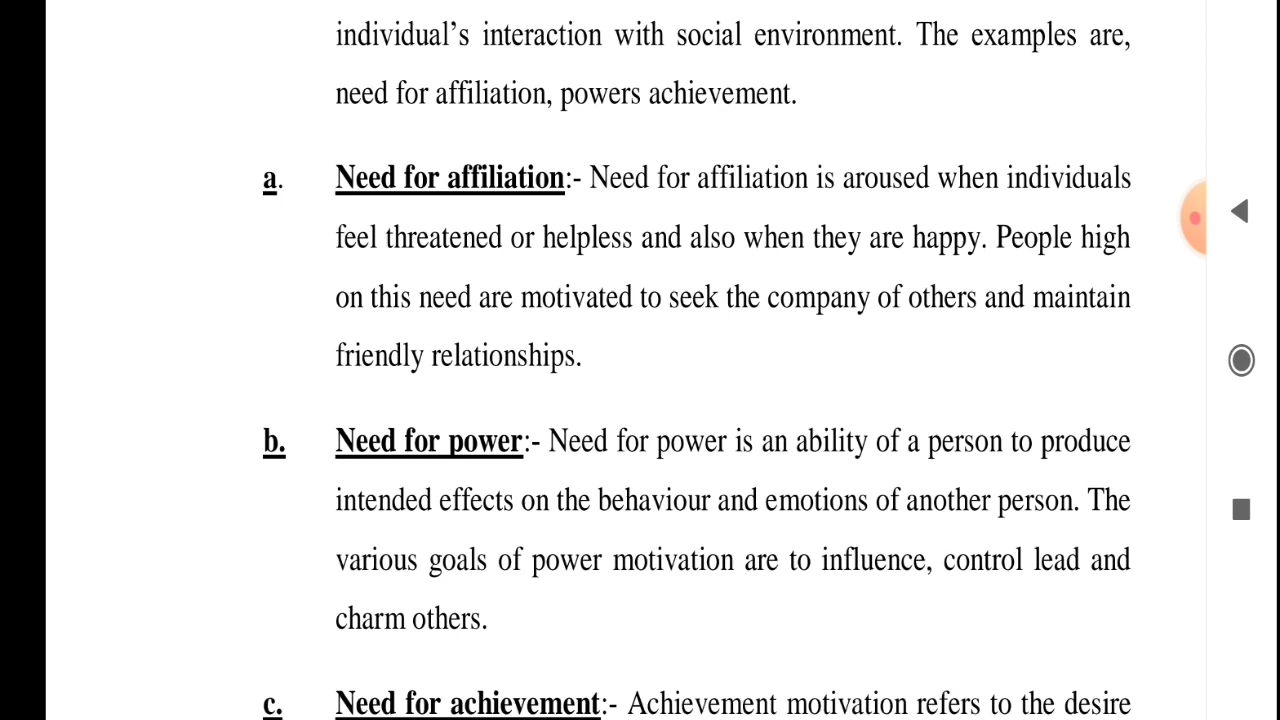 individual’s interaction with social environment. The examples are,
need for affiliation, powers achievement.
a. Need for affiliation:- Need for affiliation is aroused when individuals
feel threatened or helpless and also when they are happy. People high
on this need are motivated to seek the company of others and maintain
friendly relationships.
b. Need for power:- Need for power is an ability of a person to produce
intended effects on the behaviour and emotions of another person. The
various goals of power motivation are to influence, control lead and
charm others.
c. Need for achievement:- Achievement motivation refers to the desire